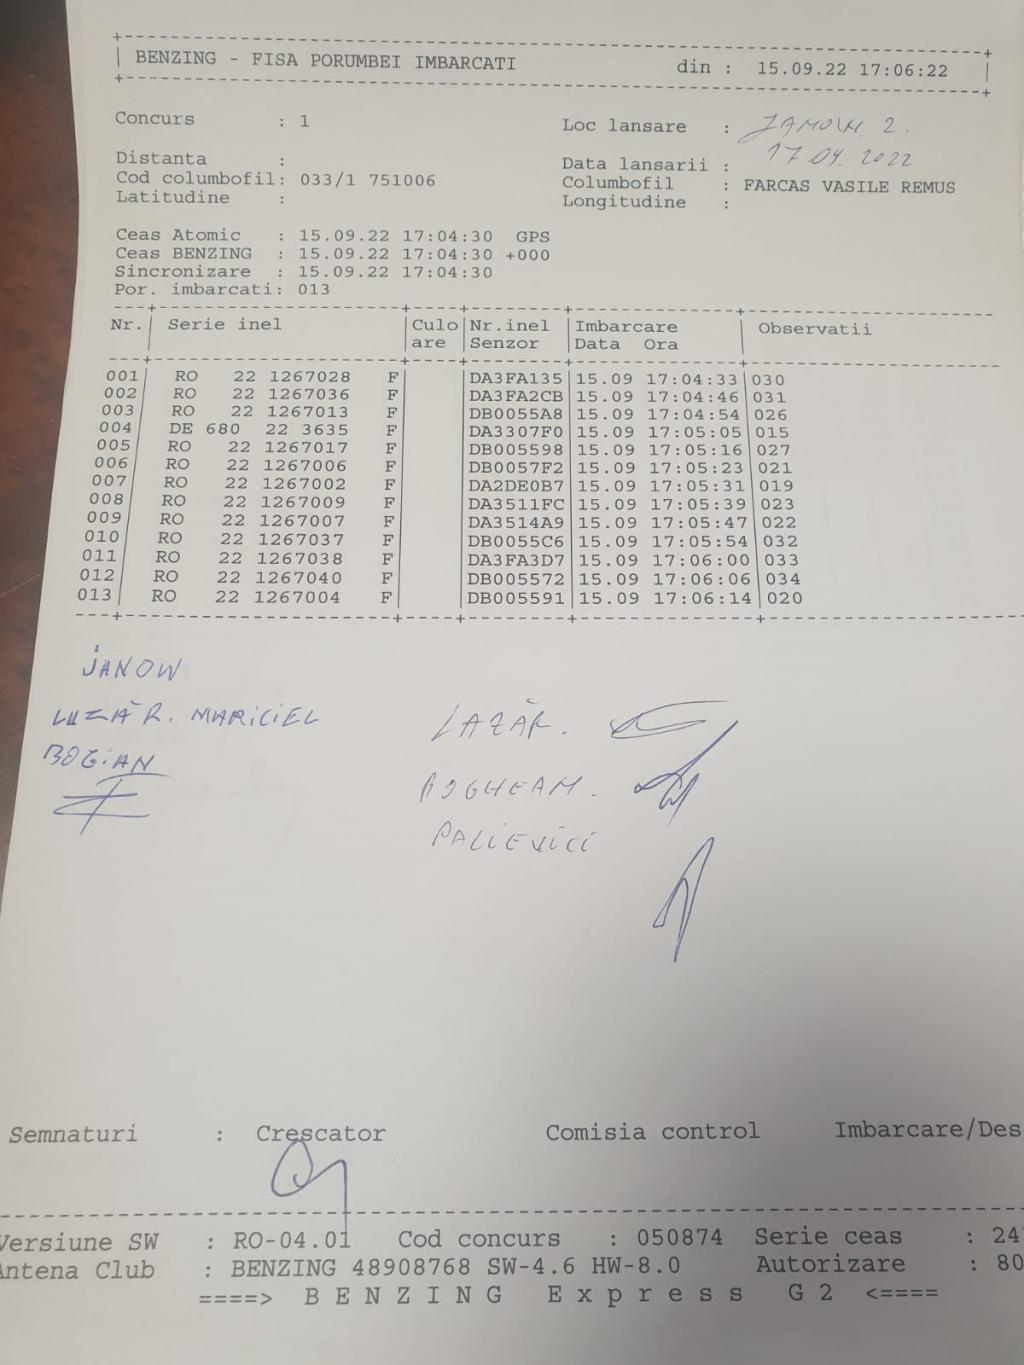 BENZING - FISA PORUMBEI IMBARCATI din : 15.09.22 17:06:22
Concurs : 1 Loc lansare :
Distanta : Data lansarii : 17 09. 2022
Cod columbofil: 033/1 751006 Columbofil : FARCAS VASILE REMUS
Latitudine : Longitudine :
Ceas Atomic : 15.09.22 17:04:30 GPS
Ceas BENZING : 15.09.22 17:04:30 +000
Sincronizare : 15.09.22 17:04:30
Por. imbarcati: 013
Nr. Serie inel Culo Nr.inel Imbarcare Observatii
are Senzor Data Ora
001 RO 22 1267028 F DA3FA135 15.09 17:04:33 030
002 RO 22 1267036 F DA3FA2CB 15.09 17:04:46 031
003 RO 22 1267013 F DB0055A8 15.09 17:04:54 026
004 DE 680 22 3635 F DA3307F0 15.09 17:05:05 015
005 RO 22 1267017 F DB005598 15.09 17:05:16 027
006 RO 22 1267006 F DB0057F2 15.09 17:05:23 021
007 RO 22 1267002 F DA2DE0B7 15.09 17:05:31 019
008 RO 22 1267009 F DA3511FC 15.09 17:05:39 023
009 RO 22 1267007 F DA3514A9 15.09 17:05:47 022
010 RO 22 1267037 F DB0055C6 15.09 17:05:54 032
011 RO 22 1267038 F DA3FA3D7 15.09 17:06:00 033
012 RO 22 1267040 F DB005572 15.09 17:06:06 034
013 RO 22 1267004 F DB005591 15.09 17:06:14 020
JANOW
MARICIEL
LAZĂR.
BOGIAN
PALIEVICI
Semnaturi : Crescator Comisia control Imbarcare/Des
Versiune SW : RO-04.01 Cod concurs : 050874 Serie ceas : 24
Antena Club : BENZING 48908768 SW-4.6 HW-8.0 Autorizare : 80
====> B E N Z I N G E x p r e s s G 2 <====